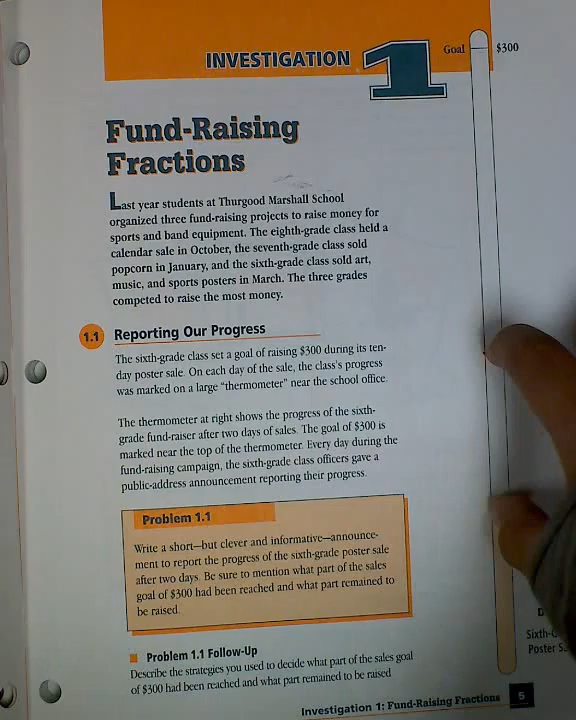 INVESTIGATION 1
Goal $300
Fund-Raising
Fractions
Last year students at Thurgood Marshall School
organized three fund-raising projects to raise money for
sports and band equipment. The eighth-grade class held a
calendar sale in October, the seventh-grade class sold
popcorn in January, and the sixth-grade class sold art,
music, and sports posters in March. The three grades
competed to raise the most money.
1.1 Reporting Our Progress
The sixth-grade class set a goal of raising $300 during its ten-
day poster sale. On each day of the sale, the class's progress
was marked on a large "thermometer" near the school office.
The thermometer at right shows the progress of the sixth-
grade fund-raiser after two days of sales. The goal of $300 is
marked near the top of the thermometer. Every day during the
fund-raising campaign, the sixth-grade class officers gave a
public-address announcement reporting their progress.
Problem 1.1
Write a short—but clever and informative—announce-
ment to report the progress of the sixth-grade poster sale
after two days. Be sure to mention what part of the sales
goal of $300 had been reached and what part remained to
be raised.
Problem 1.1 Follow-Up
Describe the strategies you used to decide what part of the sales goal
of $300 had been reached and what part remained to be raised
D
Sixth-
Poster S
Investigation 1: Fund-Raising Fractions 5